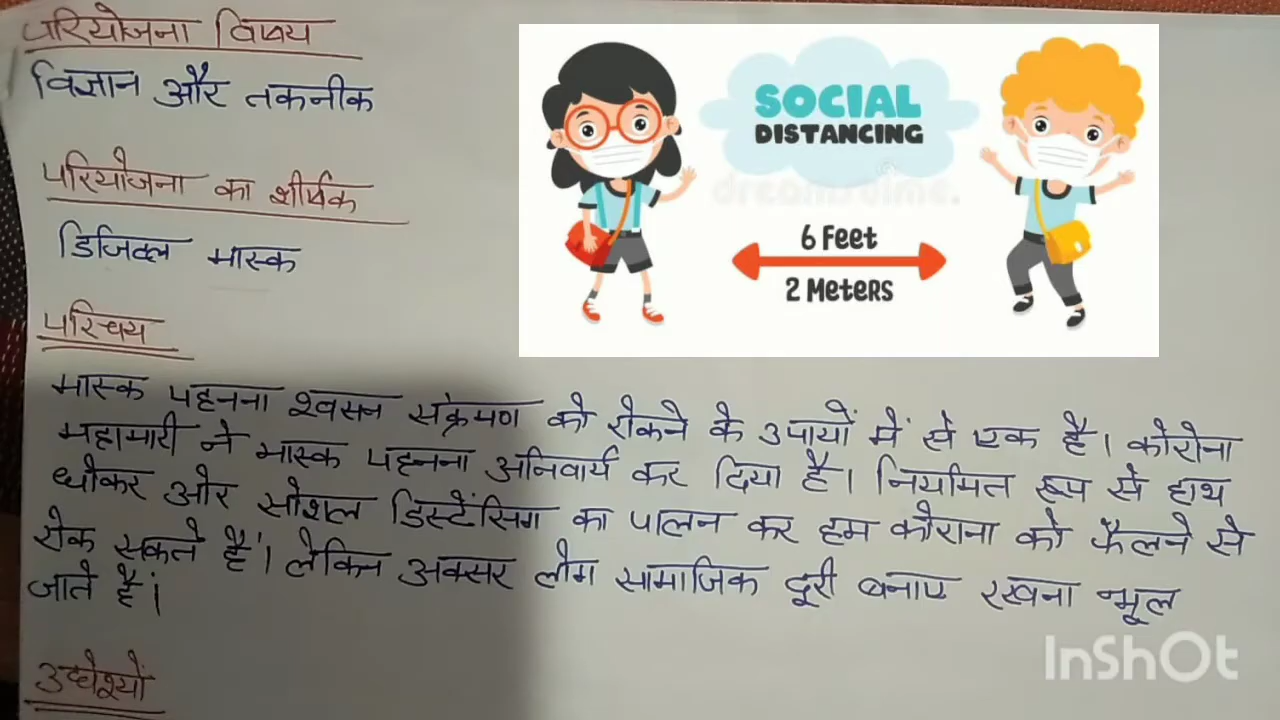 परियोजना विषय
विज्ञान और तकनीक
परियोजना का शीर्षक
डिजिटल मास्क
परिचय
मास्क पहनना श्वसन संक्रमण को रोकने के उपायों में से एक है। कोरोना
महामारी ने मास्क पहनना अनिवार्य कर दिया है। नियमित रूप से हाथ
धोकर और सोशल डिस्टेंसिग का पालन कर हम कोराना को फैलने से
रोक सकते हैं। लेकिन अक्सर लोग सामाजिक दूरी बनाए रखना भूल
जाते हैं।
उद्येश्यों
SOCIAL
DISTANCING
dreamstime.
6 Feet
2 Meters
InShOt